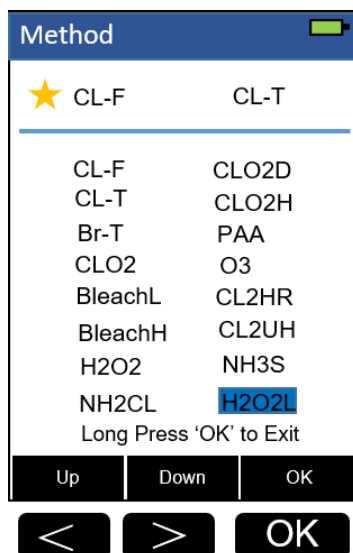 Method
CL-F CL-T
CL-F CLO2D
CL-T CLO2H
Br-T PAA
CLO2 O3
BleachL CL2HR
BleachH CL2UH
H2O2 NH3S
NH2CL H2O2L
Long Press ‘OK’ to Exit
Up Down OK
< > OK